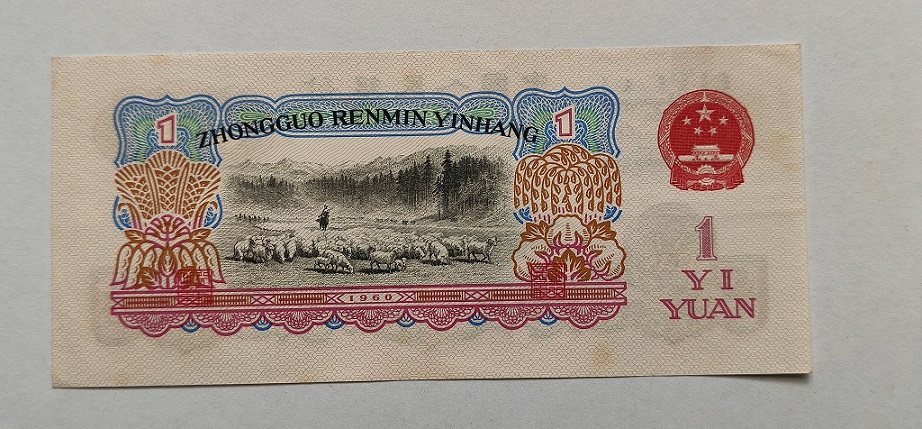 1
ZHONGGUO RENMIN YINHANG
1
1960
1
YI
YUAN